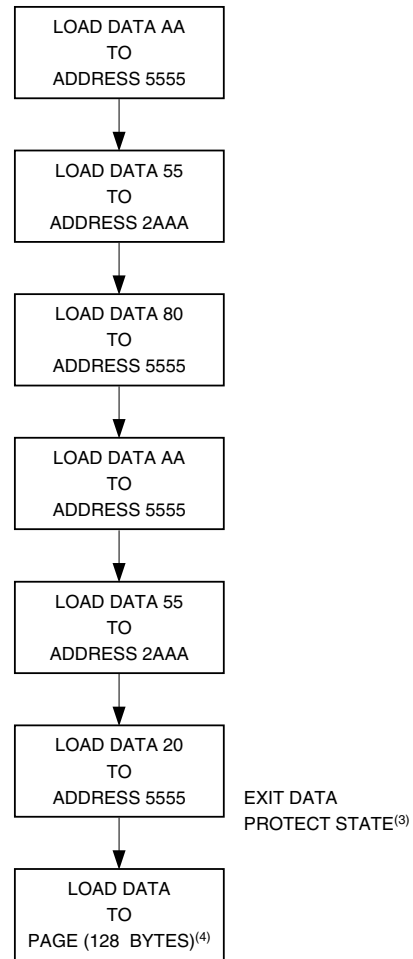 LOAD DATA AA
TO
ADDRESS 5555
LOAD DATA 55
TO
ADDRESS 2AAA
LOAD DATA 80
TO
ADDRESS 5555
LOAD DATA AA
TO
ADDRESS 5555
LOAD DATA 55
TO
ADDRESS 2AAA
LOAD DATA 20
TO
ADDRESS 5555
EXIT DATA
PROTECT STATE(3)
LOAD DATA
TO
PAGE (128 BYTES)(4)